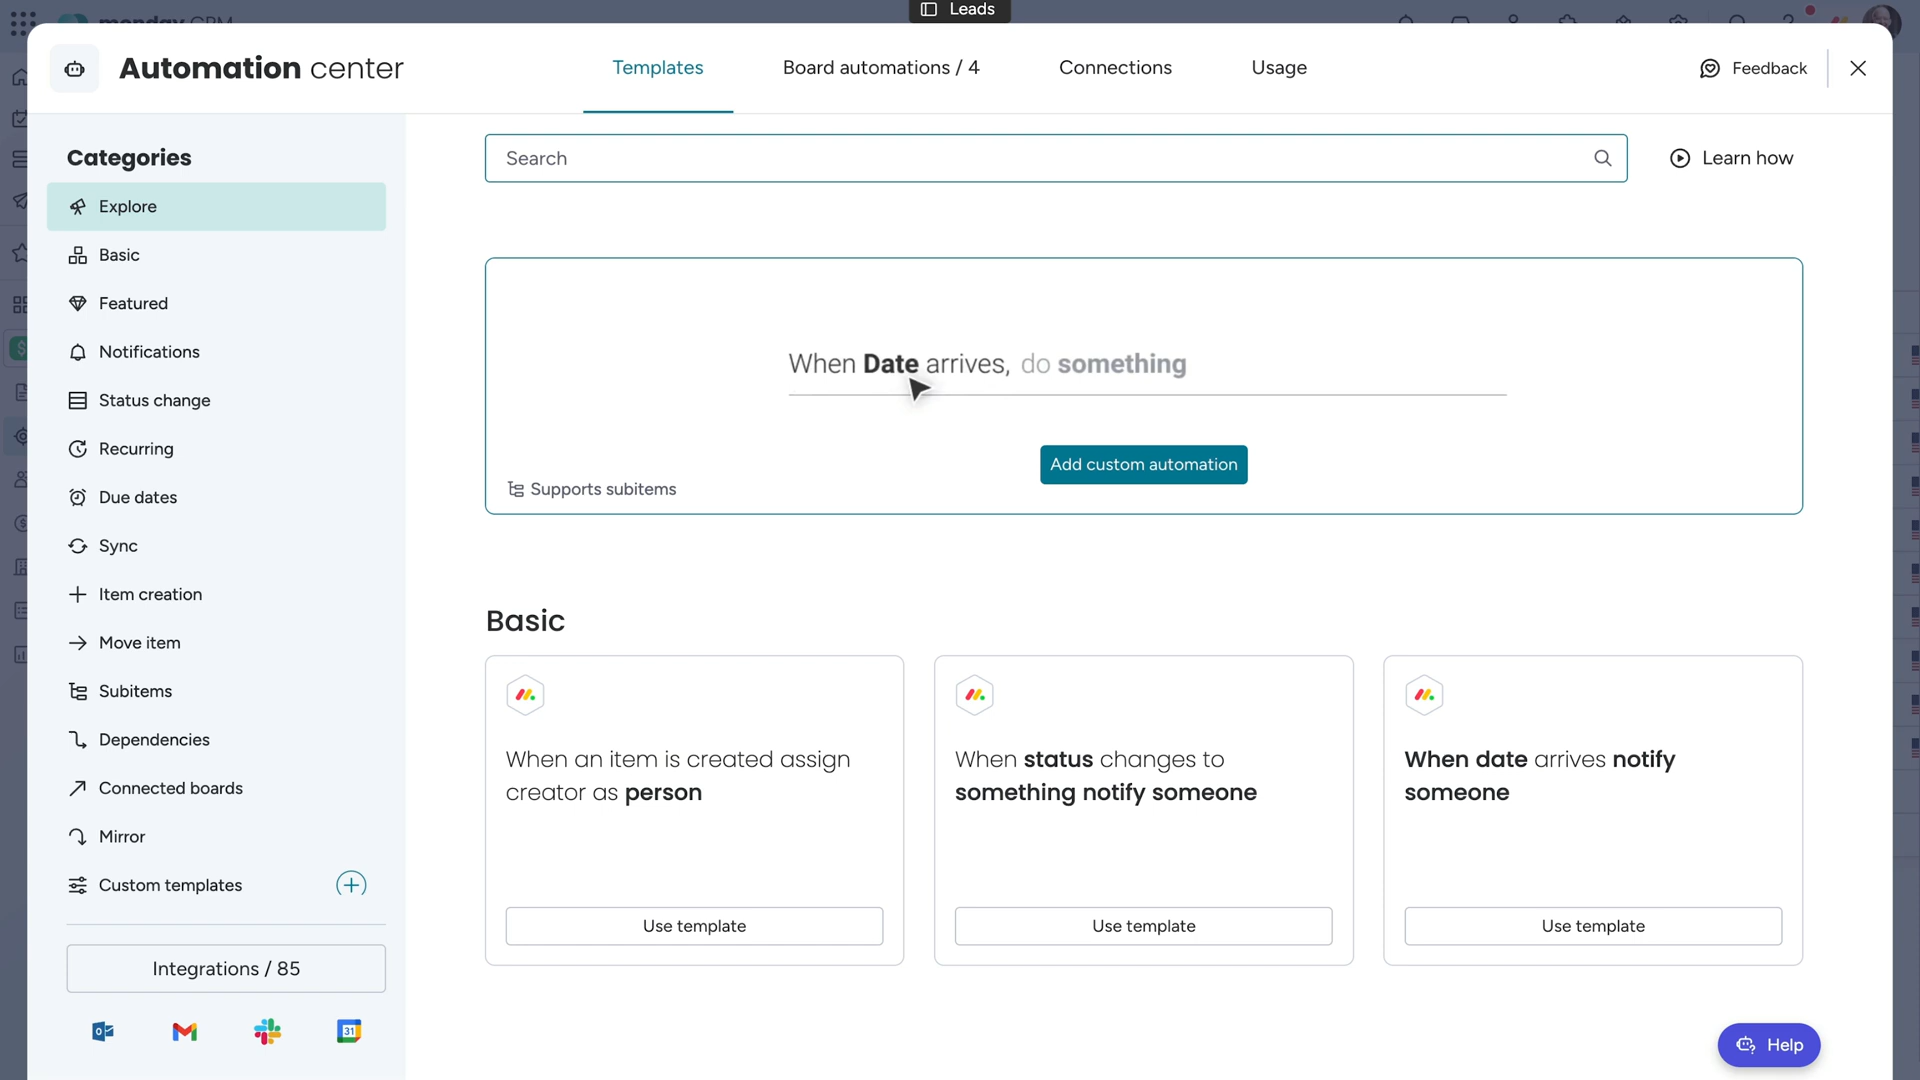 monday CRM
Leads
Automation center
Templates
Board automations / 4
Connections
Usage
Feedback
Categories
Search
Learn how
Explore
Basic
Featured
Notifications
Status change
Recurring
Due dates
Sync
Item creation
Move item
Subitems
Dependencies
Connected boards
Mirror
Custom templates
Integrations / 85
31
When Date arrives, do something
Add custom automation
Supports subitems
Basic
When an item is created assign
creator as person
Use template
When status changes to
something notify someone
Use template
When date arrives notify
someone
Use template
Help